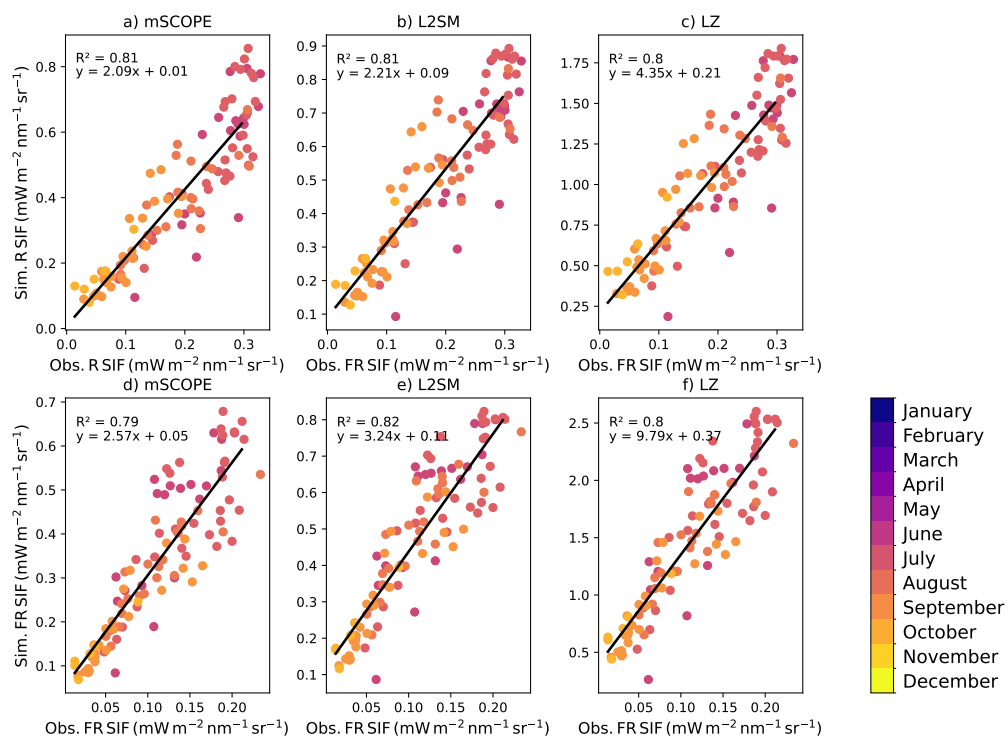 a) mSCOPE
b) L2SM
c) LZ
R² = 0.81
y = 2.09x + 0.01
R² = 0.81
y = 2.21x + 0.09
R² = 0.8
y = 4.35x + 0.21
Sim. R SIF (mW m⁻² nm⁻¹ sr⁻¹)
0.8
0.6
0.4
0.2
0.0
0.9
0.8
0.7
0.6
0.5
0.4
0.3
0.2
0.1
1.75
1.50
1.25
1.00
0.75
0.50
0.25
0.0 0.1 0.2 0.3
0.0 0.1 0.2 0.3
0.0 0.1 0.2 0.3
Obs. R SIF (mW m⁻² nm⁻¹ sr⁻¹)
Obs. FR SIF (mW m⁻² nm⁻¹ sr⁻¹)
Obs. FR SIF (mW m⁻² nm⁻¹ sr⁻¹)
d) mSCOPE
e) L2SM
f) LZ
R² = 0.79
y = 2.57x + 0.05
R² = 0.82
y = 3.24x + 0.11
R² = 0.8
y = 9.79x + 0.37
Sim. FR SIF (mW m⁻² nm⁻¹ sr⁻¹)
0.7
0.6
0.5
0.4
0.3
0.2
0.1
0.8
0.7
0.6
0.5
0.4
0.3
0.2
0.1
2.5
2.0
1.5
1.0
0.5
0.05 0.10 0.15 0.20
0.05 0.10 0.15 0.20
0.05 0.10 0.15 0.20
Obs. FR SIF (mW m⁻² nm⁻¹ sr⁻¹)
Obs. FR SIF (mW m⁻² nm⁻¹ sr⁻¹)
Obs. FR SIF (mW m⁻² nm⁻¹ sr⁻¹)
January
February
March
April
May
June
July
August
September
October
November
December